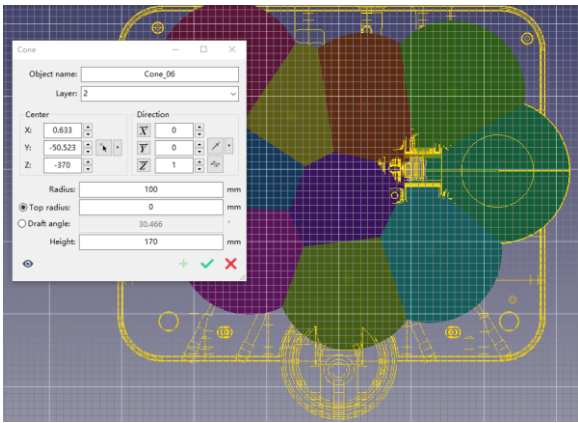 Cone
Object name: Cone_06
Layer: 2
Center Direction
X: 0.633 X 0
Y: -50.523 Y 0
Z: -370 Z 1
Radius: 100 mm
Top radius: 0 mm
Draft angle: 30.466 °
Height: 170 mm